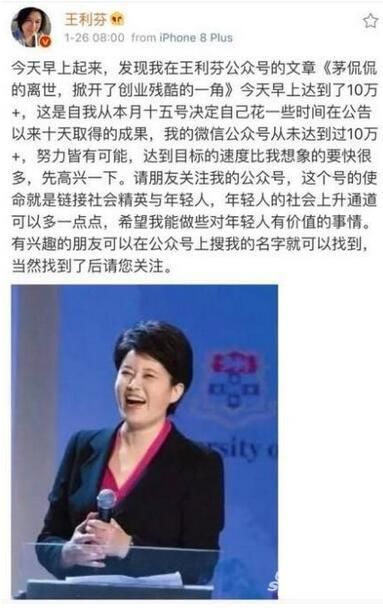 王利芬
1-26 08:00 from iPhone 8 Plus
今天早上起来，发现我在王利芬公众号的文章《茅侃侃
的离世，掀开了创业残酷的一角》今天早上达到了10万
+，这是自我从本月十五号决定自己花一些时间在公告
以来十天取得的成果，我的微信公众号从未达到过10万
+，努力皆有可能，达到目标的速度比我想象的要快很
多，先高兴一下。请朋友关注我的公众号，这个号的使
命就是链接社会精英与年轻人，年轻人的社会上升通道
可以多一点点，希望我能做些对年轻人有价值的事情。
有兴趣的朋友可以在公众号上搜我的名字就可以找到，
当然找到了后请您关注。
rsity of